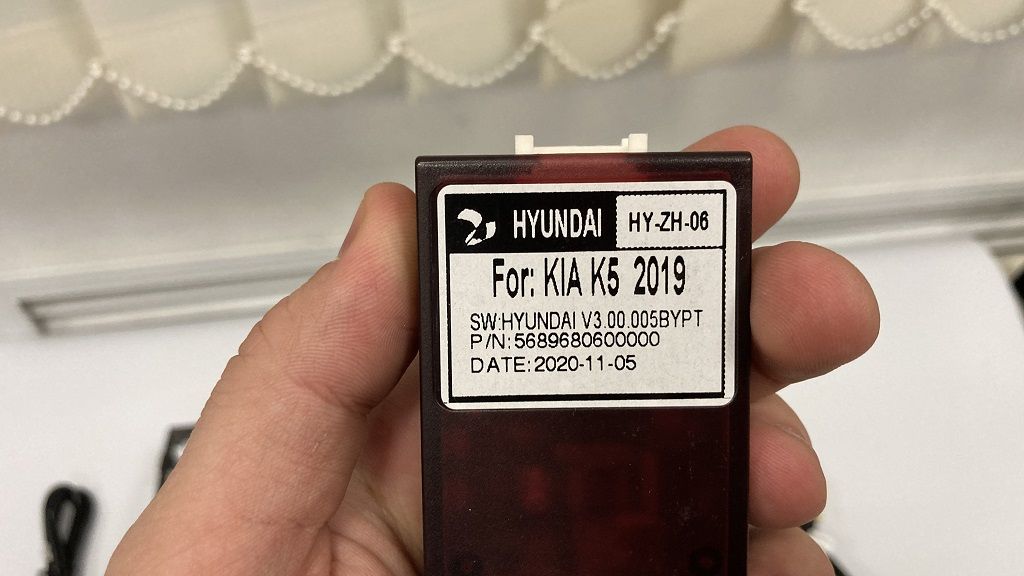 HYUNDAI HY-ZH-06
For: KIA K5 2019
SW:HYUNDAI V3.00.005BYPT
P/N:5689680600000
DATE:2020-11-05